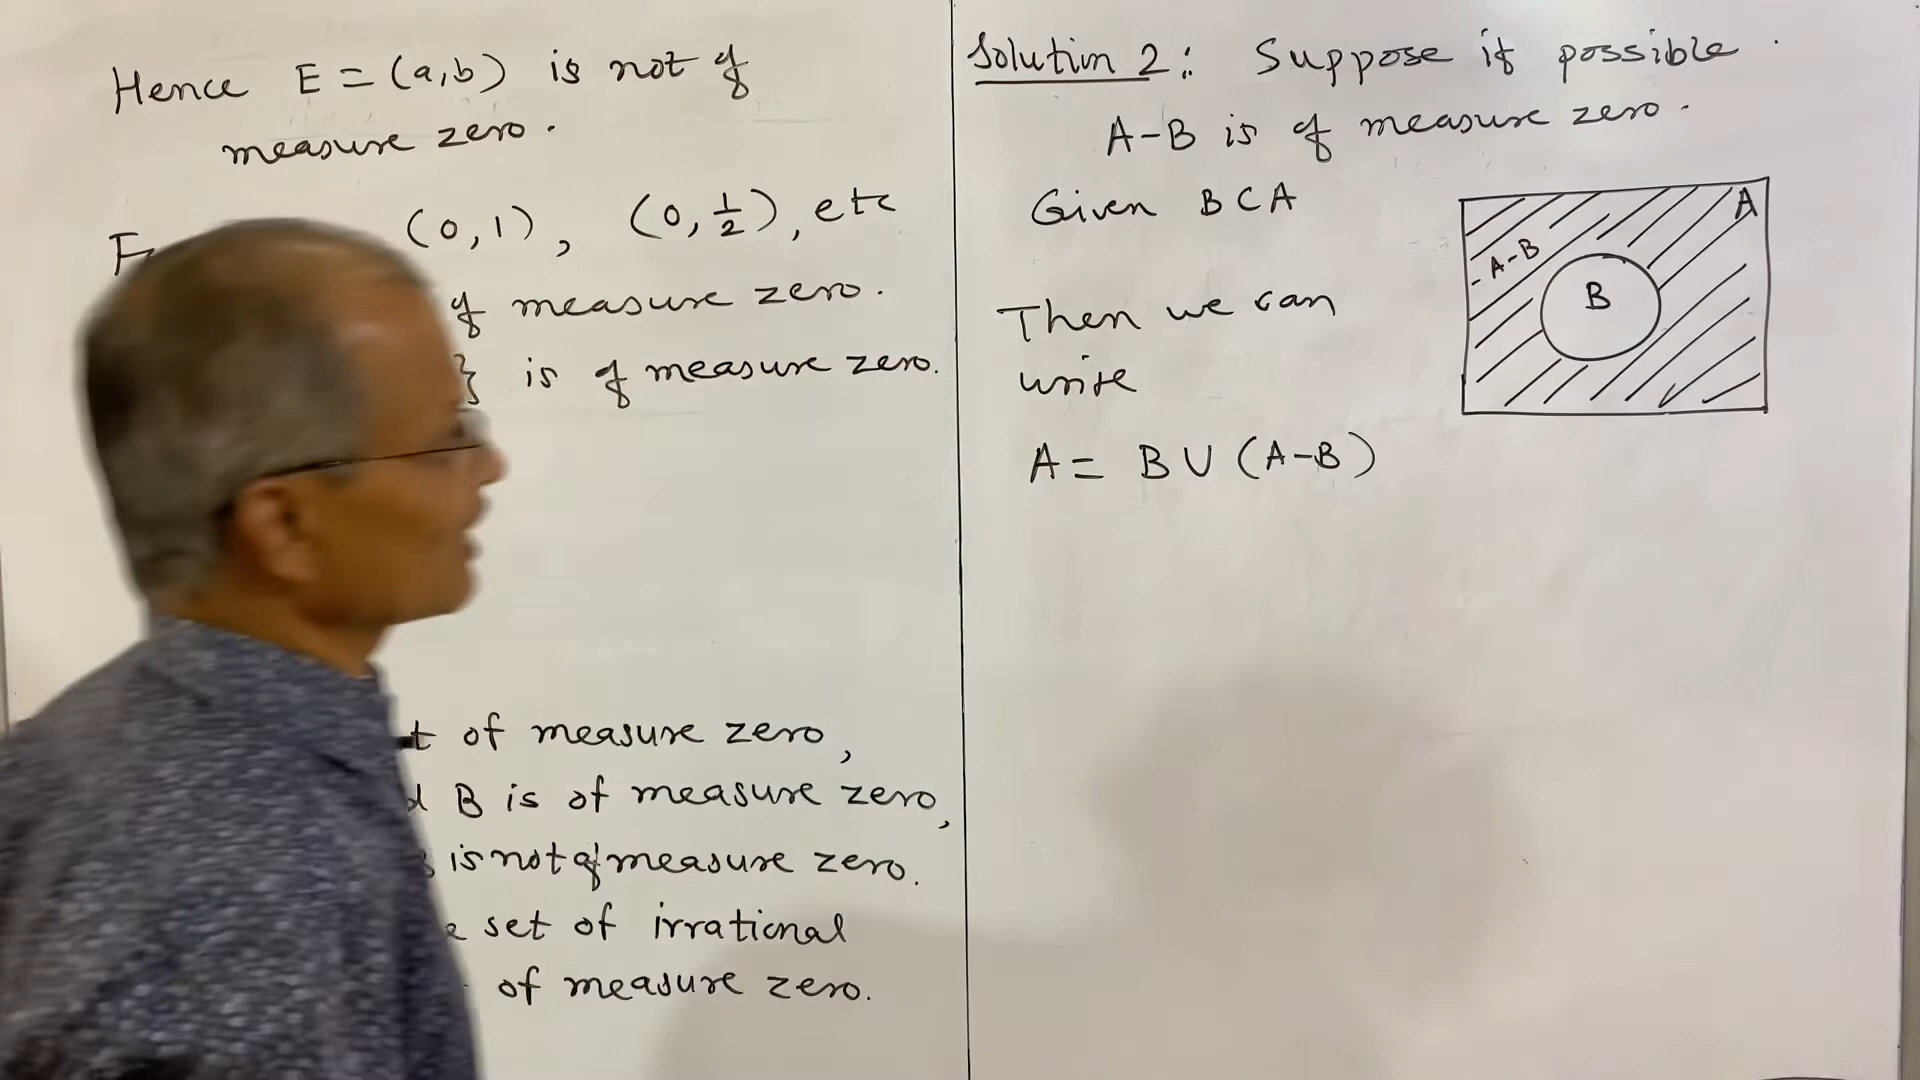 Hence E = (a,b) is not of
measure zero.
(0,1), (0,1/2), etc
of measure zero.
} is of measure zero.
of measure zero,
B is of measure zero,
is not of measure zero.
set of irrational
of measure zero.
Solution 2: Suppose if possible
A-B is of measure zero.
Given B⊂A
Then we can
write
A = B ∪ (A-B)
A
A-B
B